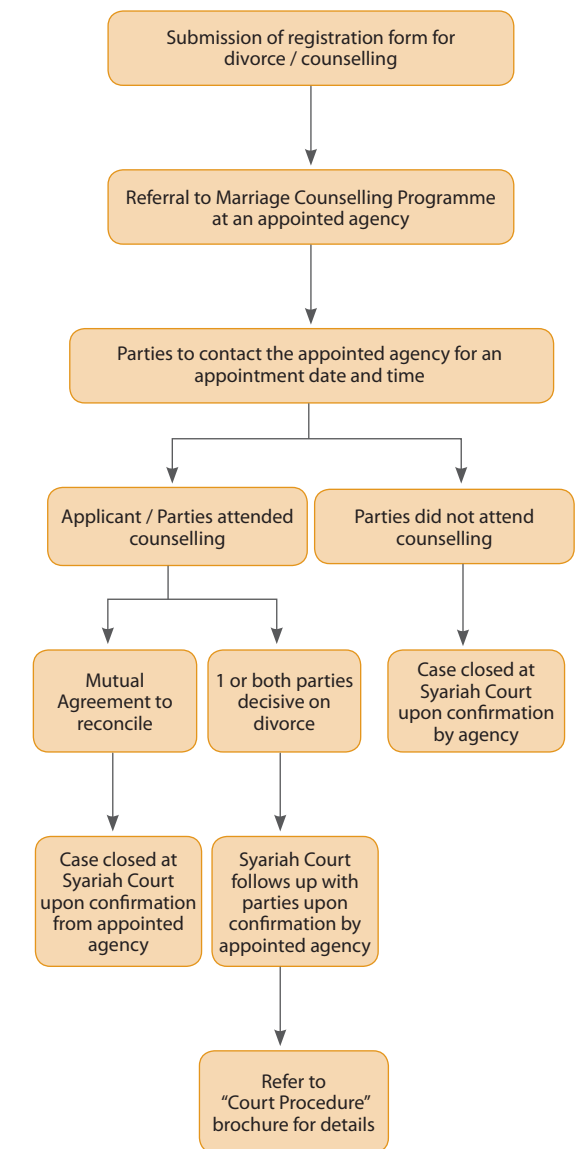 Submission of registration form for
divorce / counselling
Referral to Marriage Counselling Programme
at an appointed agency
Parties to contact the appointed agency for an
appointment date and time
Applicant / Parties attended
counselling
Parties did not attend
counselling
Mutual
Agreement to
reconcile
1 or both parties
decisive on
divorce
Case closed at
Syariah Court
upon confirmation
by agency
Case closed at
Syariah Court
upon confirmation
from appointed
agency
Syariah Court
follows up with
parties upon
confirmation by
appointed agency
Refer to
“Court Procedure”
brochure for details